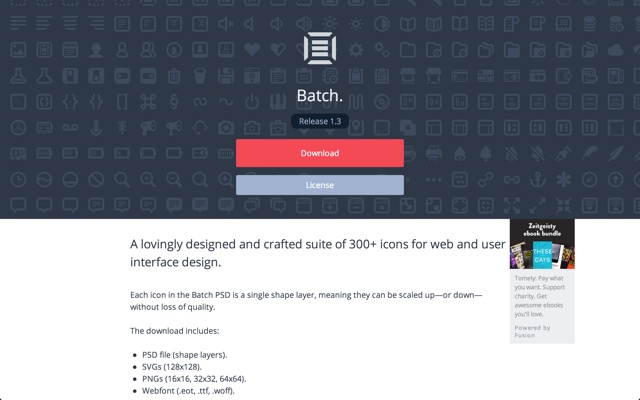 Batch.
Release 1.3
Download
License
A lovingly designed and crafted suite of 300+ icons for web and user
interface design.
Each icon in the Batch PSD is a single shape layer, meaning they can be scaled up—or down—
without loss of quality.
The download includes:
PSD file (shape layers).
SVGs (128x128).
PNGs (16x16, 32x32, 64x64).
Webfont (.eot, .ttf, .woff).
Zeitgeisty
ebook bundle
THESE
DAYS
Tomely: Pay what
you want. Support
charity. Get
awesome ebooks
you'll love.
Powered by
Fusion